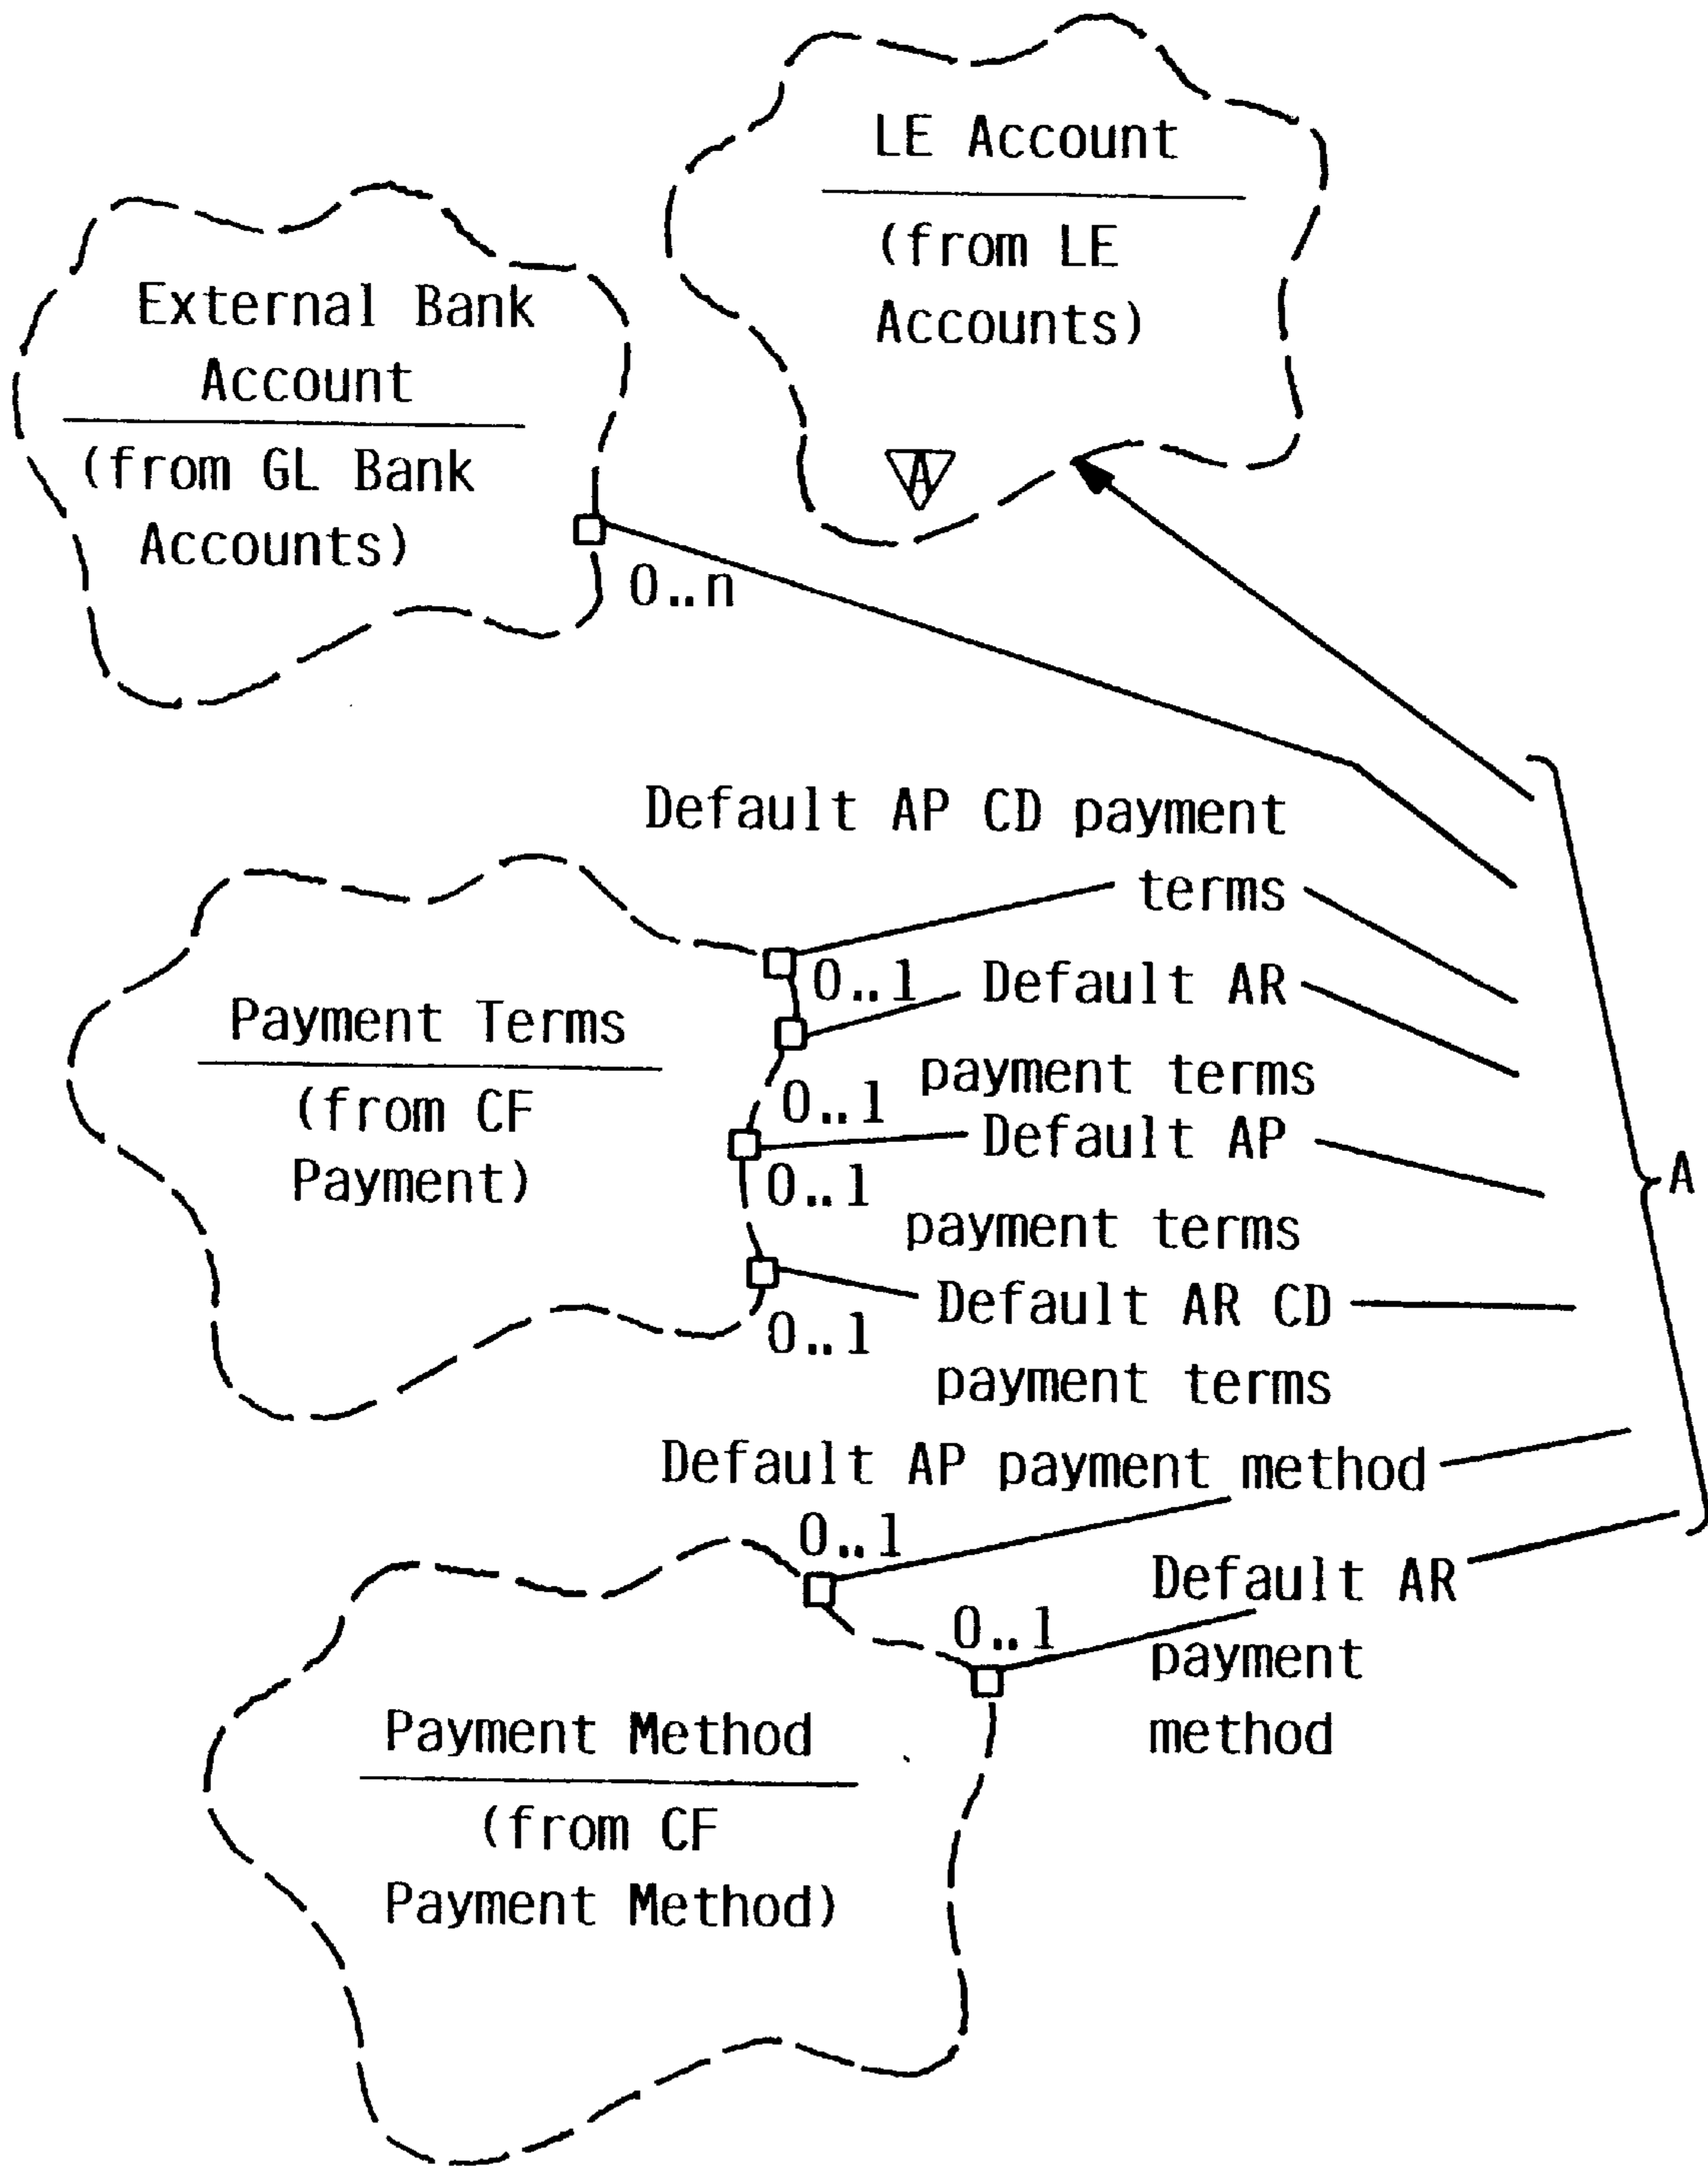 LE Account
(from LE
Accounts)
A
External Bank
Account
(from GL Bank
Accounts)
0..n
Default AP CD payment
terms
0..1
Default AR
payment terms
0..1
Default AP
payment terms
0..1
Default AR CD
payment terms
0..1
Payment Terms
(from CF
Payment)
A
Default AP payment method
0..1
Default AR
payment
method
0..1
Payment Method
(from CF
Payment Method)